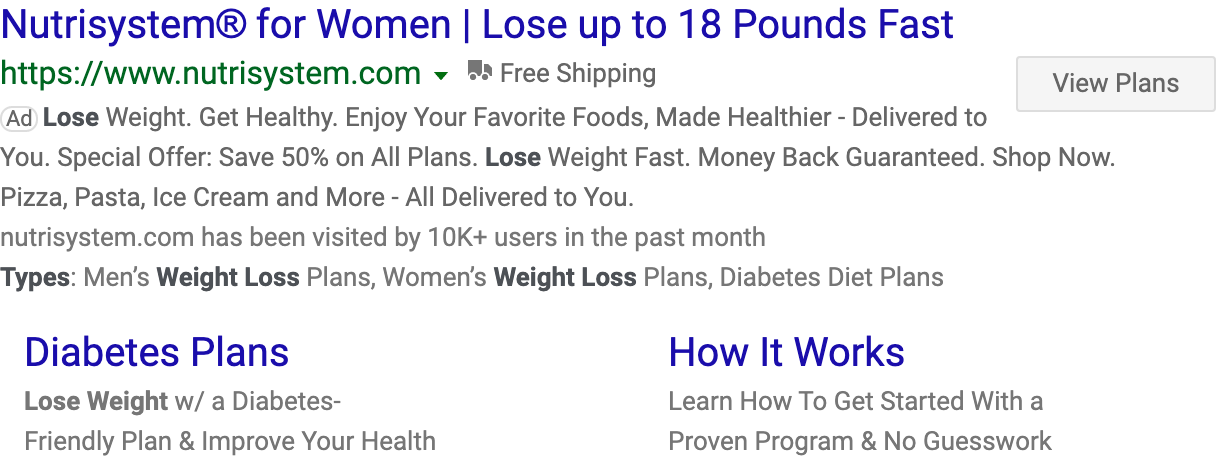 Nutrisystem® for Women | Lose up to 18 Pounds Fast
https://www.nutrisystem.com Free Shipping
View Plans
Ad Lose Weight. Get Healthy. Enjoy Your Favorite Foods, Made Healthier - Delivered to
You. Special Offer: Save 50% on All Plans. Lose Weight Fast. Money Back Guaranteed. Shop Now.
Pizza, Pasta, Ice Cream and More - All Delivered to You.
nutrisystem.com has been visited by 10K+ users in the past month
Types: Men’s Weight Loss Plans, Women’s Weight Loss Plans, Diabetes Diet Plans
Diabetes Plans
Lose Weight w/ a Diabetes-
Friendly Plan & Improve Your Health
How It Works
Learn How To Get Started With a
Proven Program & No Guesswork